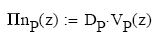 Πn_p(z) := D_p·V_p(z)